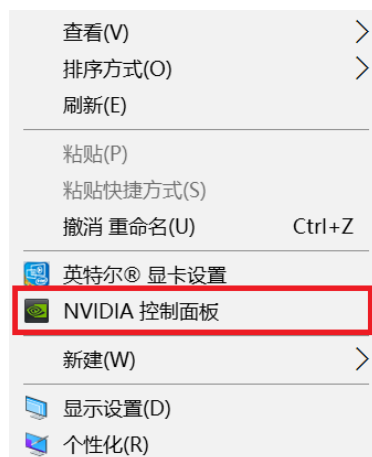 查看(V)
排序方式(O)
刷新(E)
粘贴(P)
粘贴快捷方式(S)
撤消 重命名(U) Ctrl+Z
英特尔® 显卡设置
NVIDIA 控制面板
新建(W)
显示设置(D)
个性化(R)